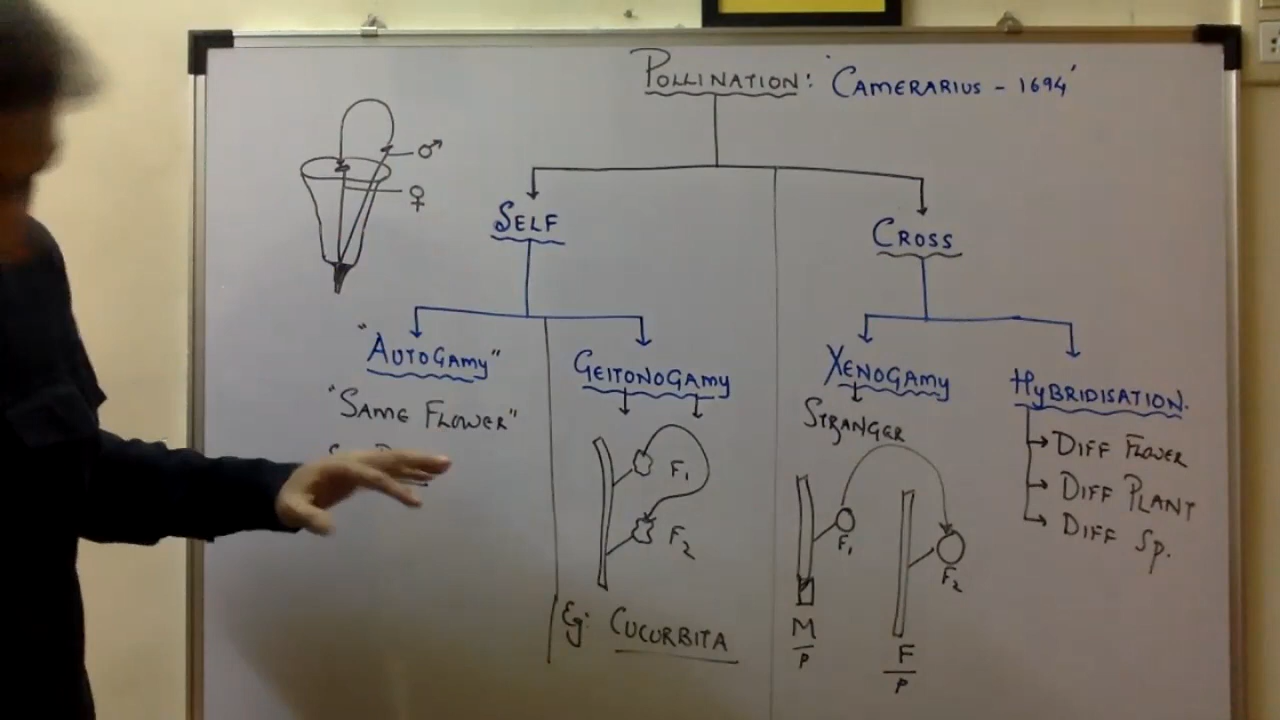 POLLINATION: 'CAMERARIUS - 1694'
♂
♀
SELF
CROSS
"AUTOGAMY"
"SAME FLOWER"
GEITONOGAMY
F1
F2
Eg: CUCURBITA
XENOGAMY
STRANGER
F1
F2
M/P
F/P
HYBRIDISATION.
DIFF FLOWER
DIFF PLANT
DIFF Sp.